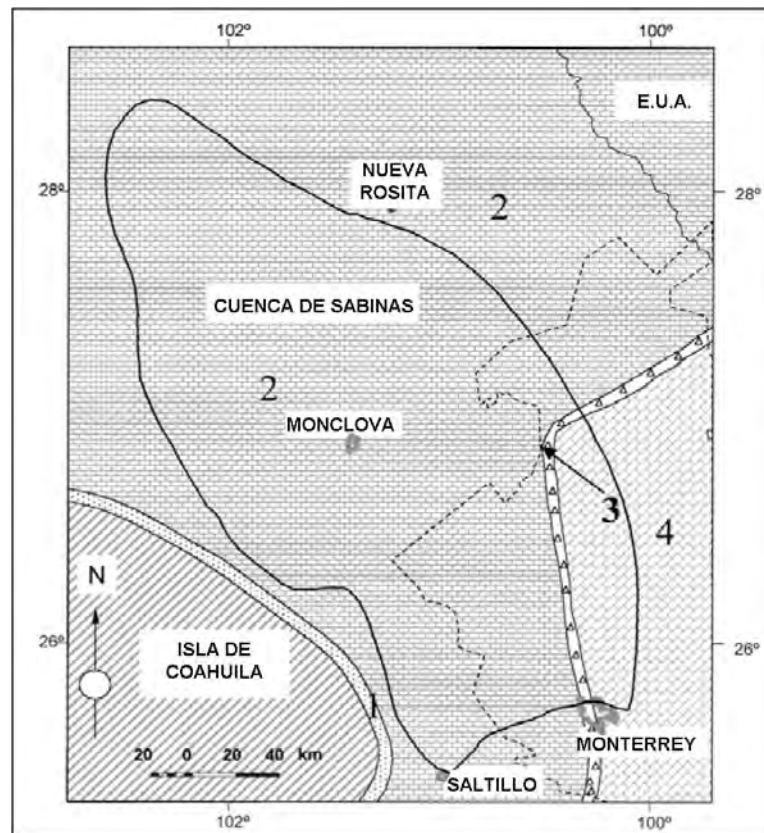 102º 100º
E.U.A.
NUEVA
ROSITA
28º 28º
2
CUENCA DE SABINAS
2
MONCLOVA
3
4
N
26º 26º
ISLA DE
COAHUILA
1
MONTERREY
20 0 20 40
km
SALTILLO
102º 100º